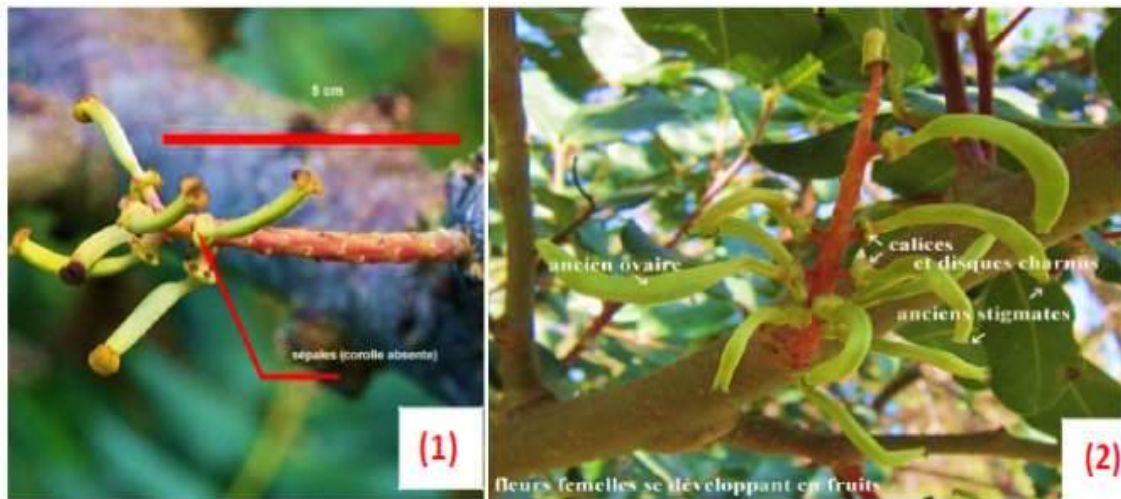 5 cm
sépales (corolle absente)
(1)
ancien ôvaire
calices
et disques charnus
anciens stigmates
(2)
fleurs femelles se développant en fruits